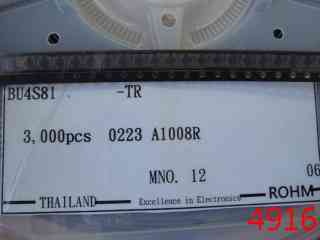 BU4S81 -TR
3,000pcs 0223 A1008R
MNO. 12
06
THAILAND Excellence in Electronics ROHM
4916